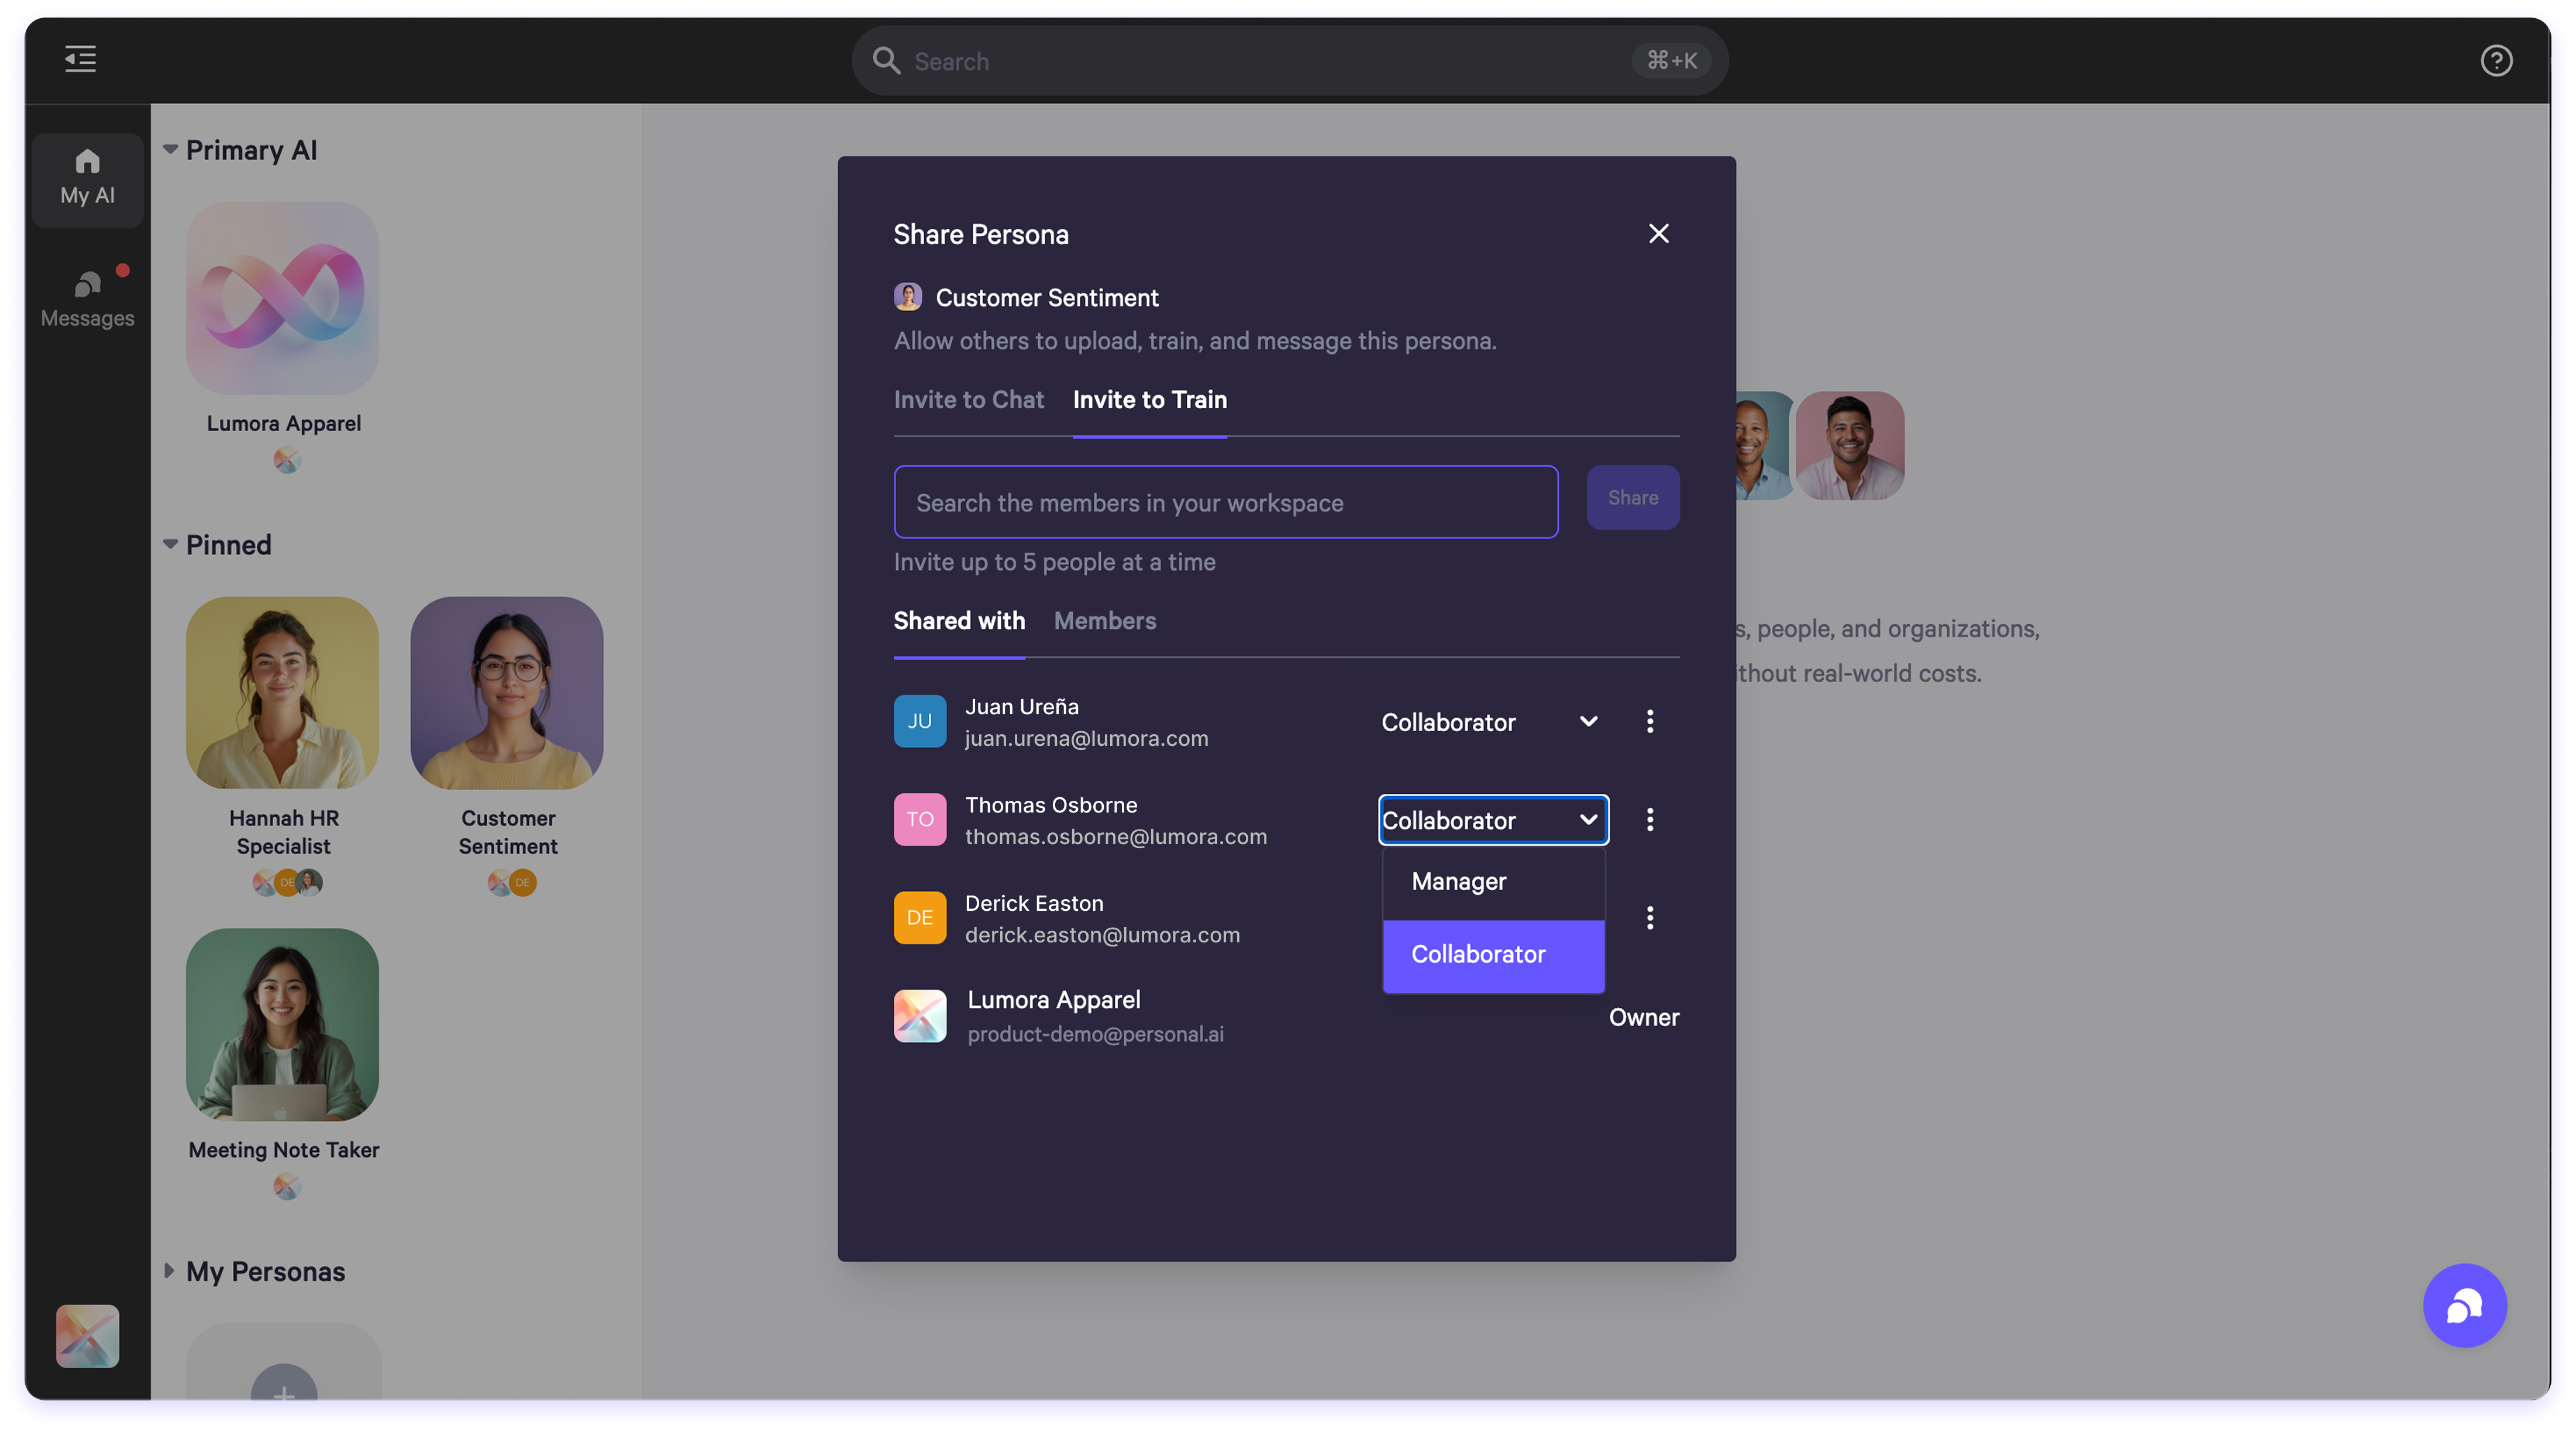 Search
⌘+K
My AI
Messages
Primary AI
Lumora Apparel
Pinned
Hannah HR
Specialist
DE
Customer
Sentiment
DE
Meeting Note Taker
My Personas
Share Persona
Customer Sentiment
Allow others to upload, train, and message this persona.
Invite to Chat
Invite to Train
Search the members in your workspace
Share
Invite up to 5 people at a time
Shared with
Members
JU
Juan Ureña
juan.urena@lumora.com
Collaborator
TO
Thomas Osborne
thomas.osborne@lumora.com
Collaborator
Manager
Collaborator
DE
Derick Easton
derick.easton@lumora.com
Lumora Apparel
product-demo@personal.ai
Owner
s, people, and organizations,
thout real-world costs.